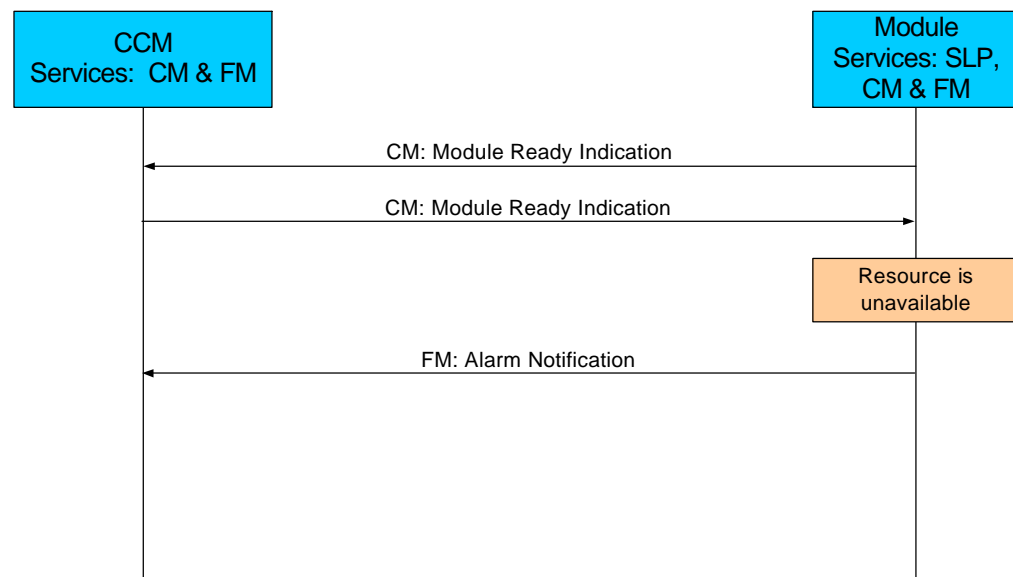 CCM
Services:  CM & FM
Module
Services: SLP,
CM & FM
CM: Module Ready Indication
CM: Module Ready Indication
Resource is
unavailable
FM: Alarm Notification